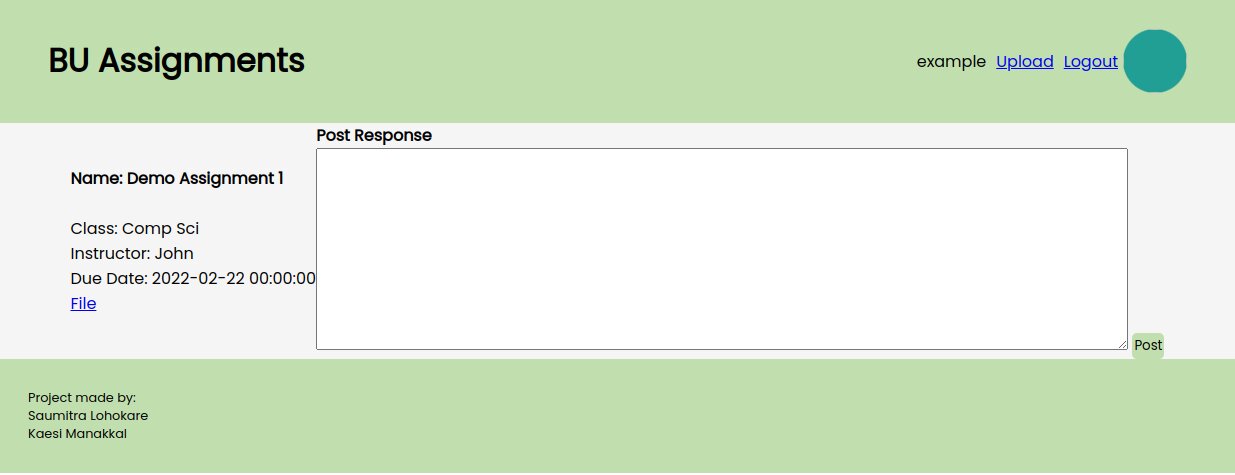 BU Assignments
example Upload Logout
Post Response
Name: Demo Assignment 1
Class: Comp Sci
Instructor: John
Due Date: 2022-02-22 00:00:00
File
Post
Project made by:
Saumitra Lohokare
Kaesi Manakkal